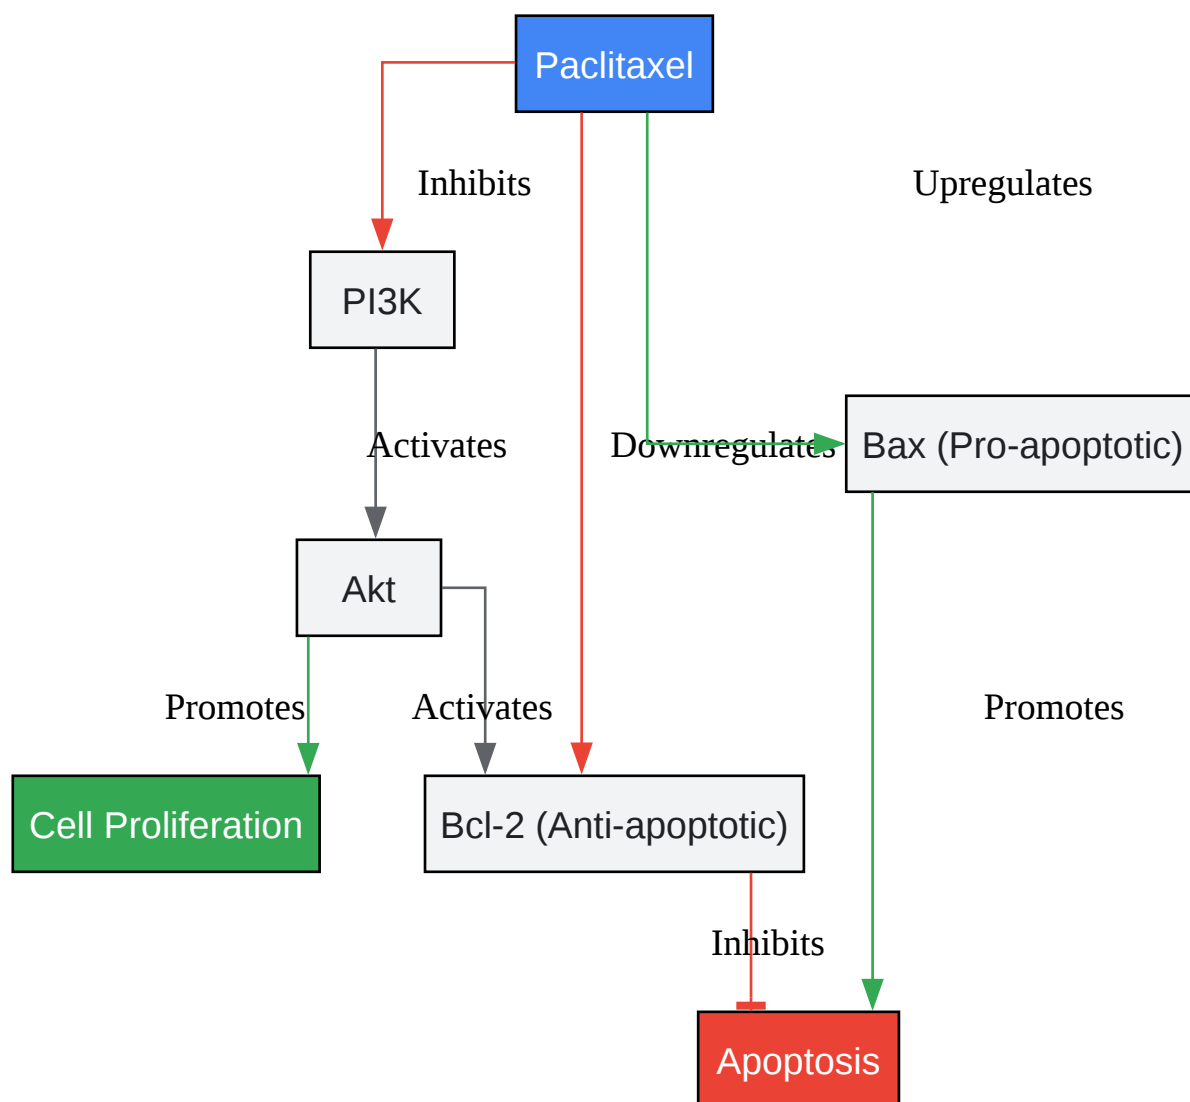 Paclitaxel
Inhibits
Upregulates
PI3K
Activates
Downregulates
Bax (Pro-apoptotic)
Akt
Promotes
Activates
Promotes
Cell Proliferation
Bcl-2 (Anti-apoptotic)
Inhibits
Apoptosis